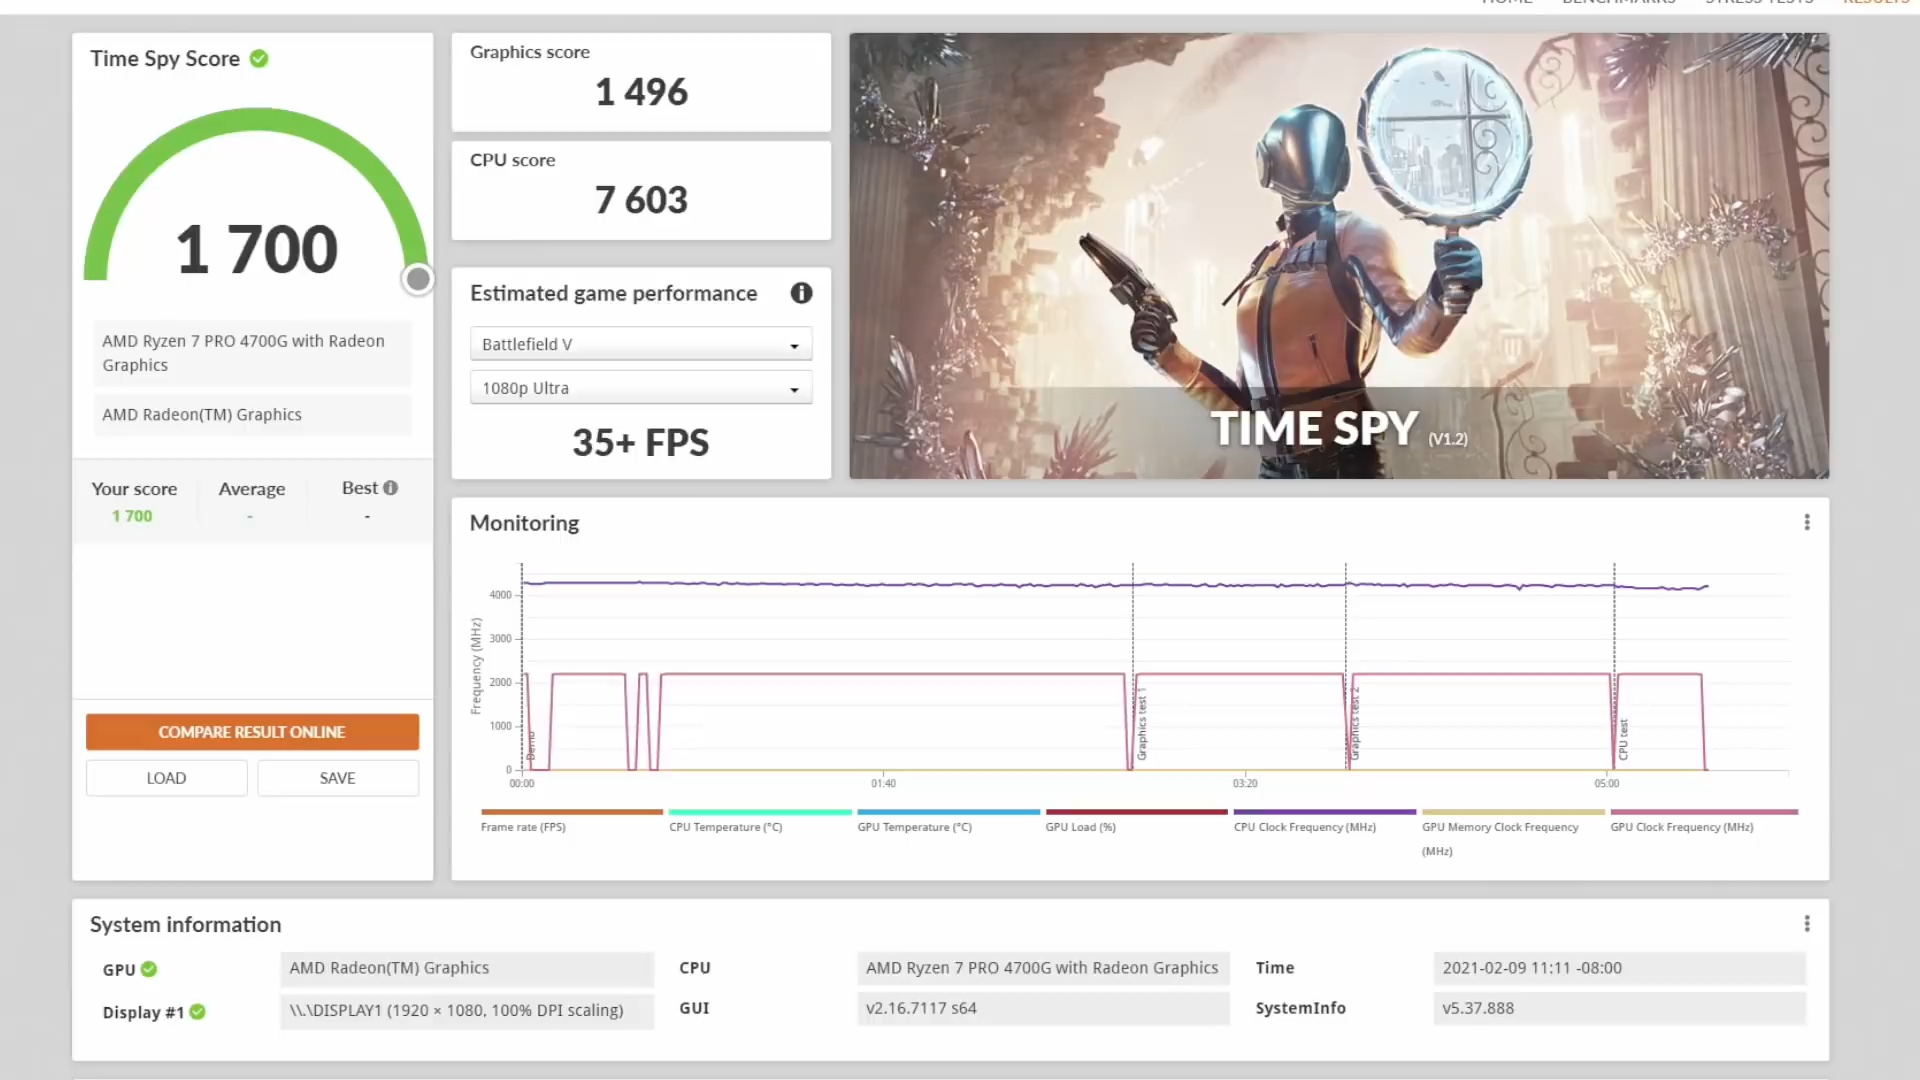 HOME BENCHMARKS STRESS TESTS RESULTS
Time Spy Score
1 700
AMD Ryzen 7 PRO 4700G with Radeon
Graphics
AMD Radeon(TM) Graphics
Your score Average Best
1 700 - -
COMPARE RESULT ONLINE
LOAD SAVE
Graphics score
1 496
CPU score
7 603
Estimated game performance
Battlefield V
1080p Ultra
35+ FPS
TIME SPY (V1.2)
Monitoring
Frequency (MHz)
4000
3000
2000
1000
0
Demo
Graphics test 1
Graphics test 2
CPU test
00:00 01:40 03:20 05:00
Frame rate (FPS) CPU Temperature (°C) GPU Temperature (°C) GPU Load (%) CPU Clock Frequency (MHz) GPU Memory Clock Frequency GPU Clock Frequency (MHz)
(MHz)
System information
GPU AMD Radeon(TM) Graphics CPU AMD Ryzen 7 PRO 4700G with Radeon Graphics Time 2021-02-09 11:11 -08:00
Display #1 \\.\DISPLAY1 (1920 × 1080, 100% DPI scaling) GUI v2.16.7117 s64 SystemInfo v5.37.888